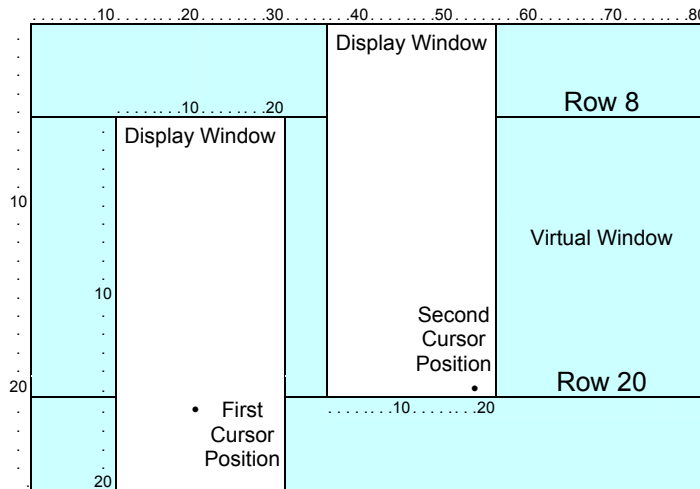 . . . . . . . .10. . . . . . . .20. . . . . . . .30. . . . . . . .40. . . . . . . .50. . . . . . . .60. . . . . . . .70. . . . . . . .80
Display Window
Row 8
. . . . . . . .10. . . . . . . .20
Display Window
10
Virtual Window
10
Second
Cursor
Position
20
Row 20
. . . . . . . .10. . . . . . . .20
• First
Cursor
Position
20